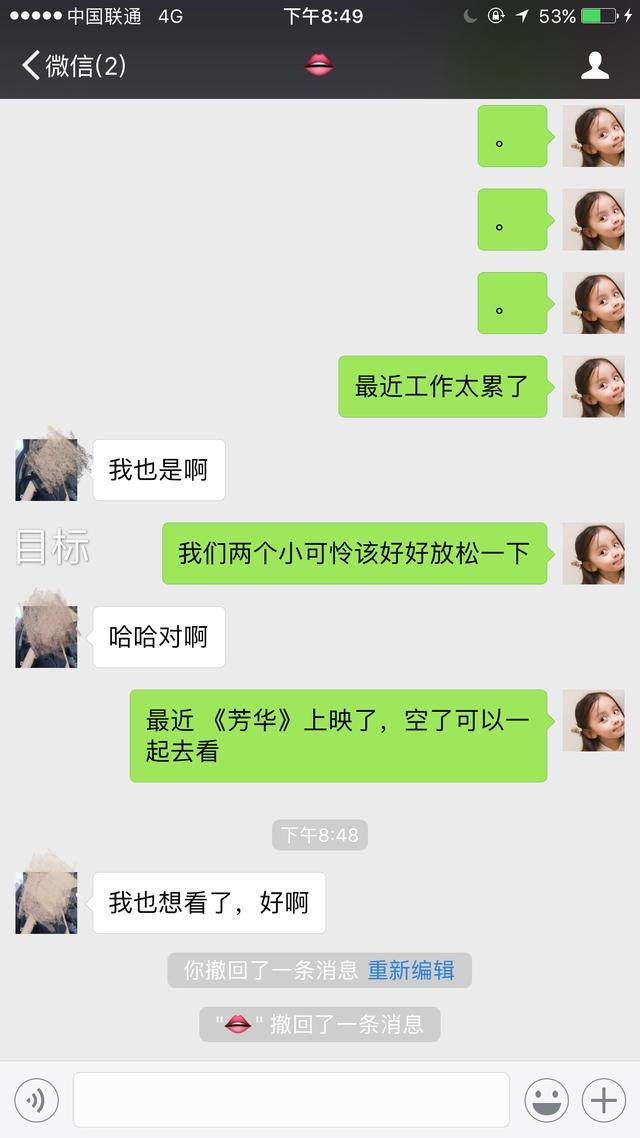 中国联通 4G 下午8:49 53%
微信(2)
。
。
。
最近工作太累了
我也是啊
目标
我们两个小可怜该好好放松一下
哈哈对啊
最近 《芳华》上映了，空了可以一
起去看
下午8:48
我也想看了，好啊
你撤回了一条消息 重新编辑
"👄" 撤回了一条消息